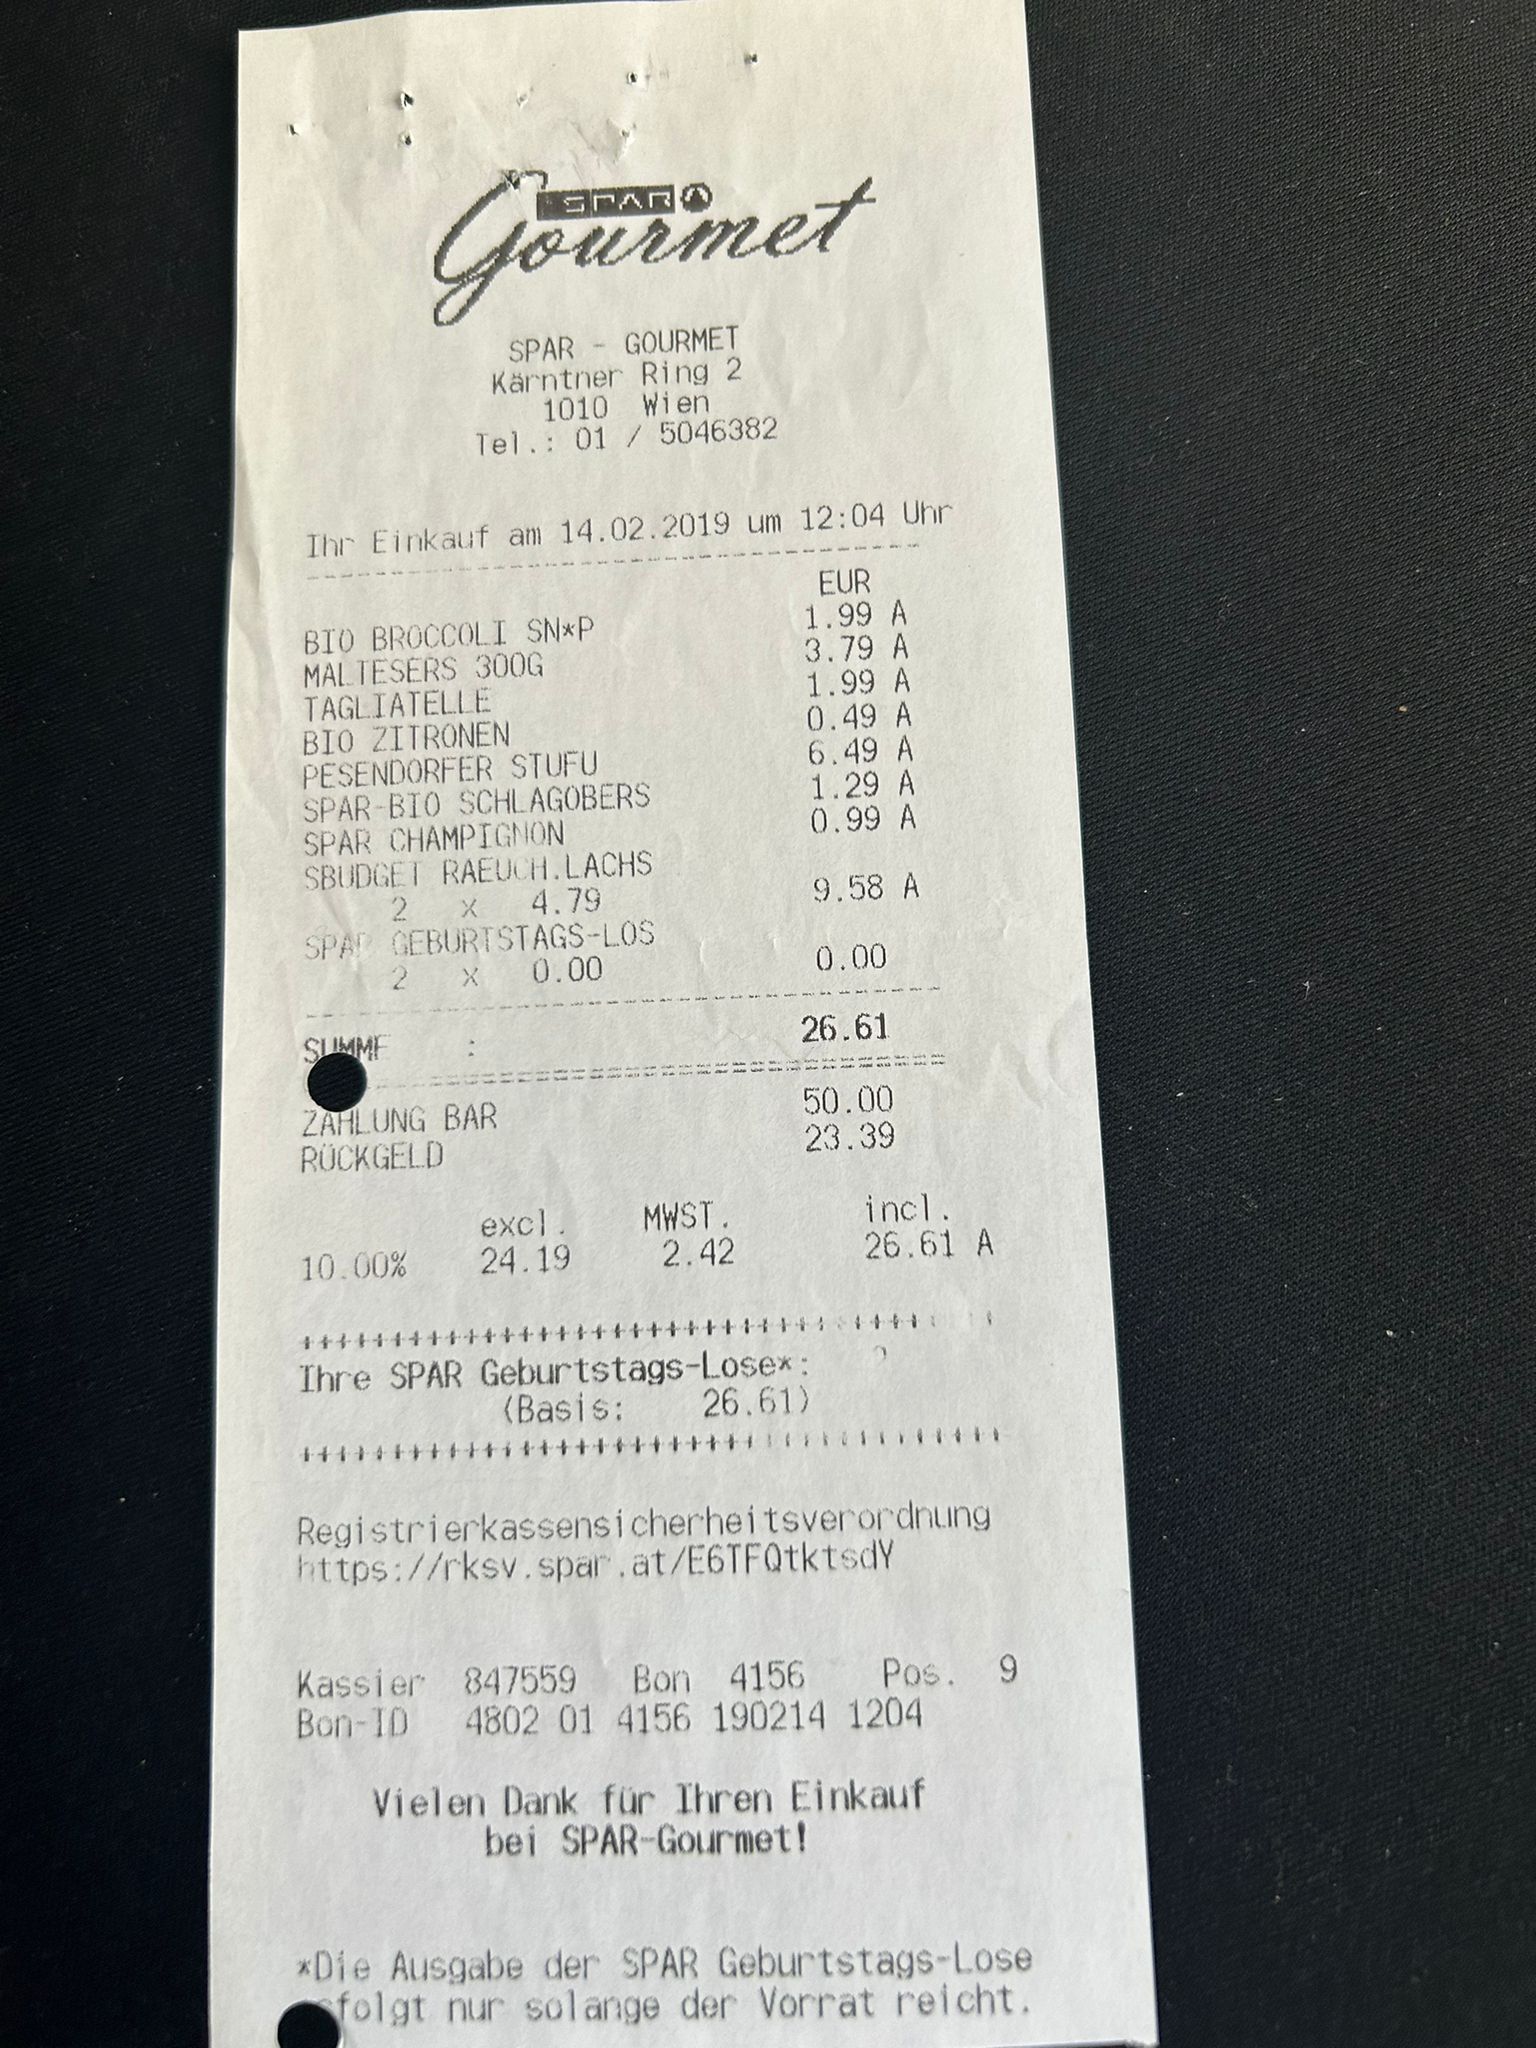 SPAR
Gourmet
SPAR - GOURMET
Kärntner Ring 2
1010 Wien
Tel.: 01 / 5046382
Ihr Einkauf am 14.02.2019 um 12:04 Uhr
EUR
BIO BROCCOLI SN*P 1.99 A
MALTESERS 300G 3.79 A
TAGLIATELLE 1.99 A
BIO ZITRONEN 0.49 A
PESENDORFER STUFU 6.49 A
SPAR-BIO SCHLAGOBERS 1.29 A
SPAR CHAMPIGNON 0.99 A
SBUDGET RAEUCH.LACHS
2 x 4.79 9.58 A
SPAR GEBURTSTAGS-LOS
2 x 0.00 0.00
SUMME : 26.61
ZAHLUNG BAR 50.00
RÜCKGELD 23.39
excl. MWST. incl.
10.00% 24.19 2.42 26.61 A
++++++++++++++++++++++++++++++++++++++
Ihre SPAR Geburtstags-Lose*:
(Basis: 26.61)
++++++++++++++++++++++++++++++++++++++
Registrierkassensicherheitsverordnung
https://rksv.spar.at/E6TFQtktsdY
Kassier 847559 Bon 4156 Pos. 9
Bon-ID 4802 01 4156 190214 1204
Vielen Dank für Ihren Einkauf
bei SPAR-Gourmet!
*Die Ausgabe der SPAR Geburtstags-Lose
erfolgt nur solange der Vorrat reicht.